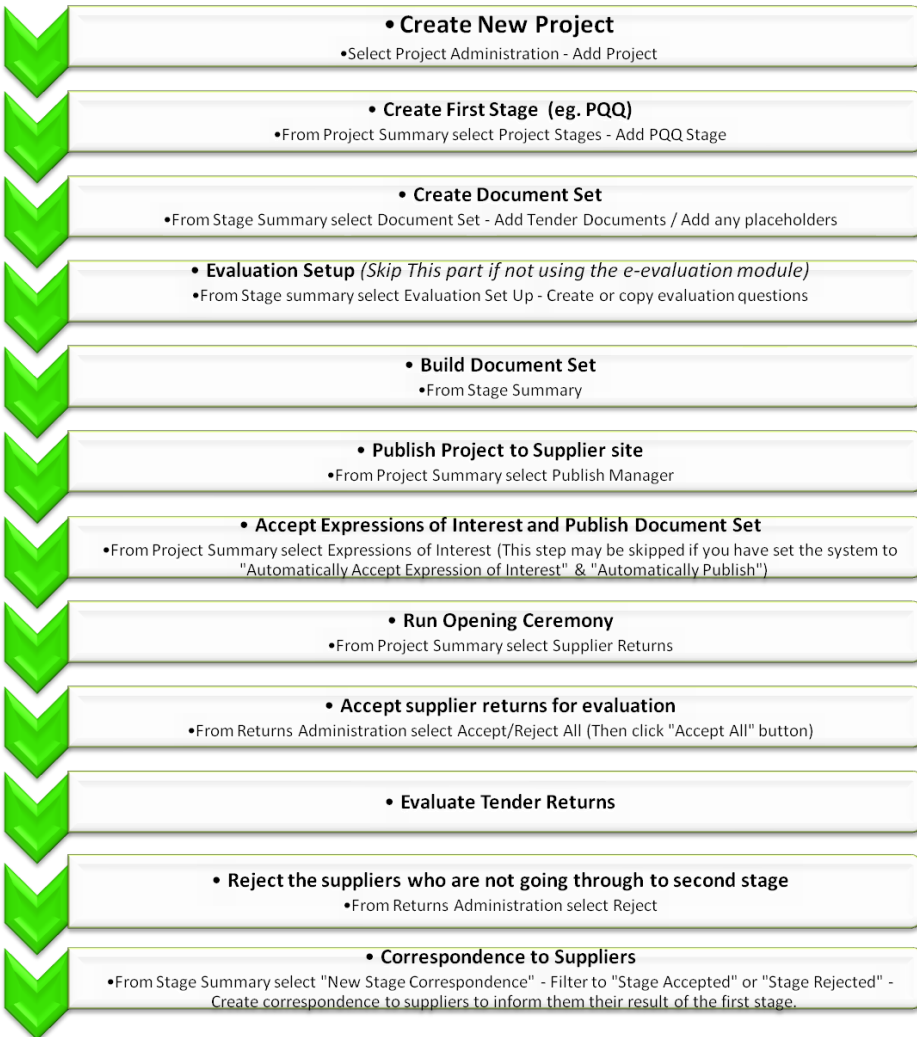 • Create New Project
•Select Project Administration - Add Project
• Create First Stage (eg. PQQ)
•From Project Summary select Project Stages - Add PQQ Stage
• Create Document Set
•From Stage Summary select Document Set - Add Tender Documents / Add any placeholders
• Evaluation Setup (Skip This part if not using the e-evaluation module)
•From Stage summary select Evaluation Set Up - Create or copy evaluation questions
• Build Document Set
•From Stage Summary
• Publish Project to Supplier site
•From Project Summary select Publish Manager
• Accept Expressions of Interest and Publish Document Set
•From Project Summary select Expressions of Interest (This step may be skipped if you have set the system to
"Automatically Accept Expression of Interest" & "Automatically Publish")
• Run Opening Ceremony
•From Project Summary select Supplier Returns
• Accept supplier returns for evaluation
•From Returns Administration select Accept/Reject All (Then click "Accept All" button)
• Evaluate Tender Returns
• Reject the suppliers who are not going through to second stage
•From Returns Administration select Reject
• Correspondence to Suppliers
•From Stage Summary select "New Stage Correspondence" - Filter to "Stage Accepted" or "Stage Rejected" -
Create correspondence to suppliers to inform them their result of the first stage.